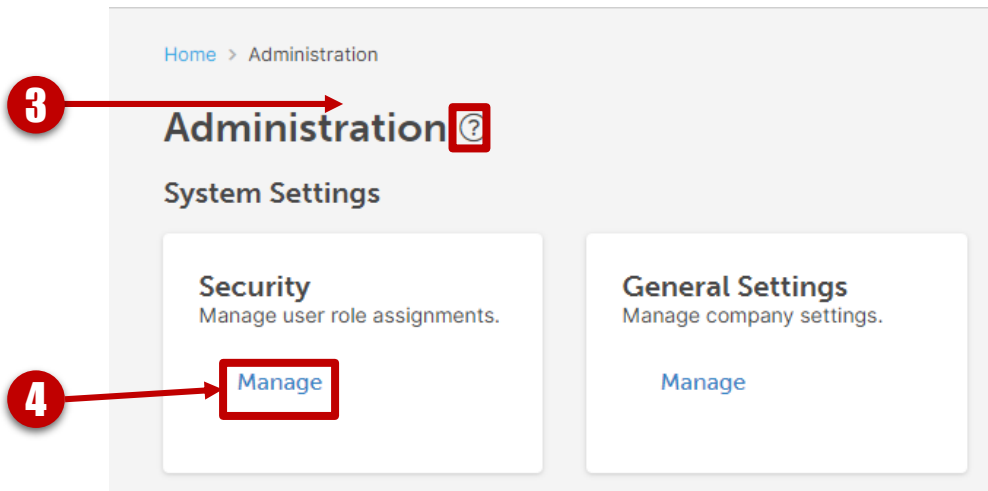 Home > Administration
3
Administration ?
System Settings
Security
Manage user role assignments.
General Settings
Manage company settings.
4
Manage
Manage